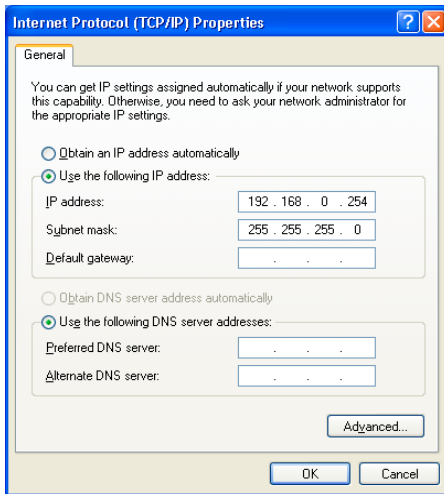 Internet Protocol (TCP/IP) Properties
General
You can get IP settings assigned automatically if your network supports
this capability. Otherwise, you need to ask your network administrator for
the appropriate IP settings.
Obtain an IP address automatically
Use the following IP address:
IP address: 192 . 168 . 0 . 254
Subnet mask: 255 . 255 . 255 . 0
Default gateway: . . .
Obtain DNS server address automatically
Use the following DNS server addresses:
Preferred DNS server: . . .
Alternate DNS server: . . .
Advanced...
OK Cancel